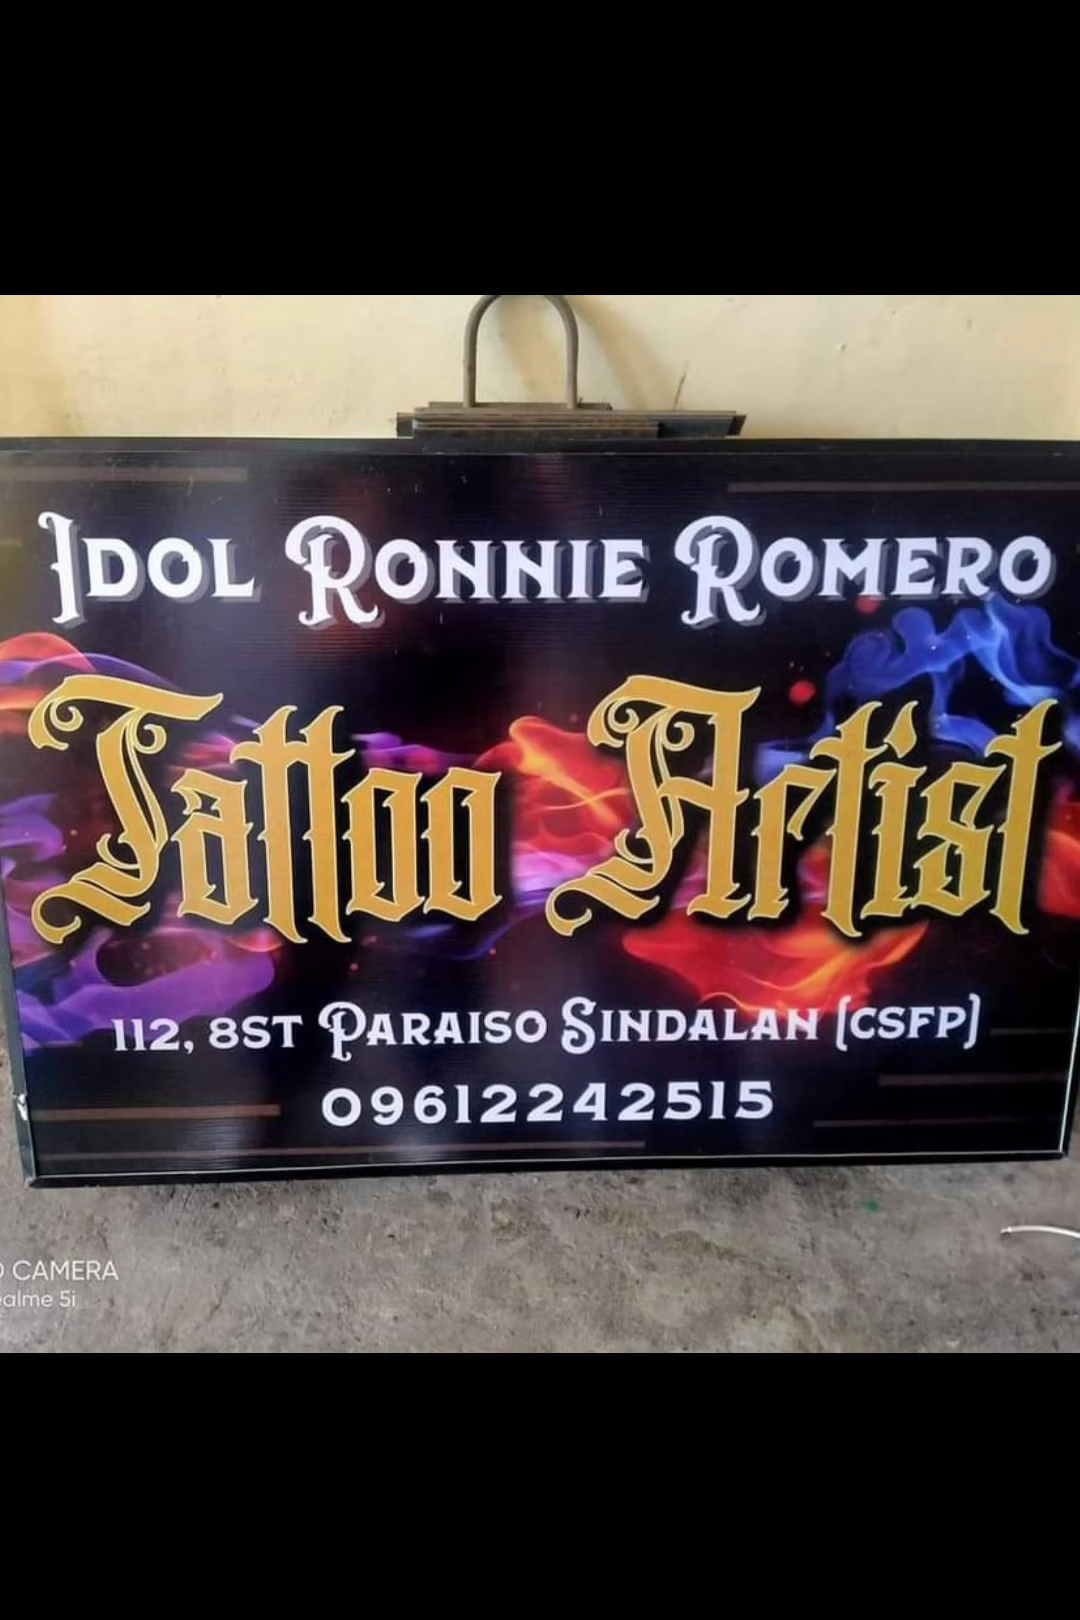 IDOL RONNIE ROMERO
Tattoo Artist
112, 8ST PARAISO SINDALAN (CSFP)
09612242515
CAMERA
ealme 5i